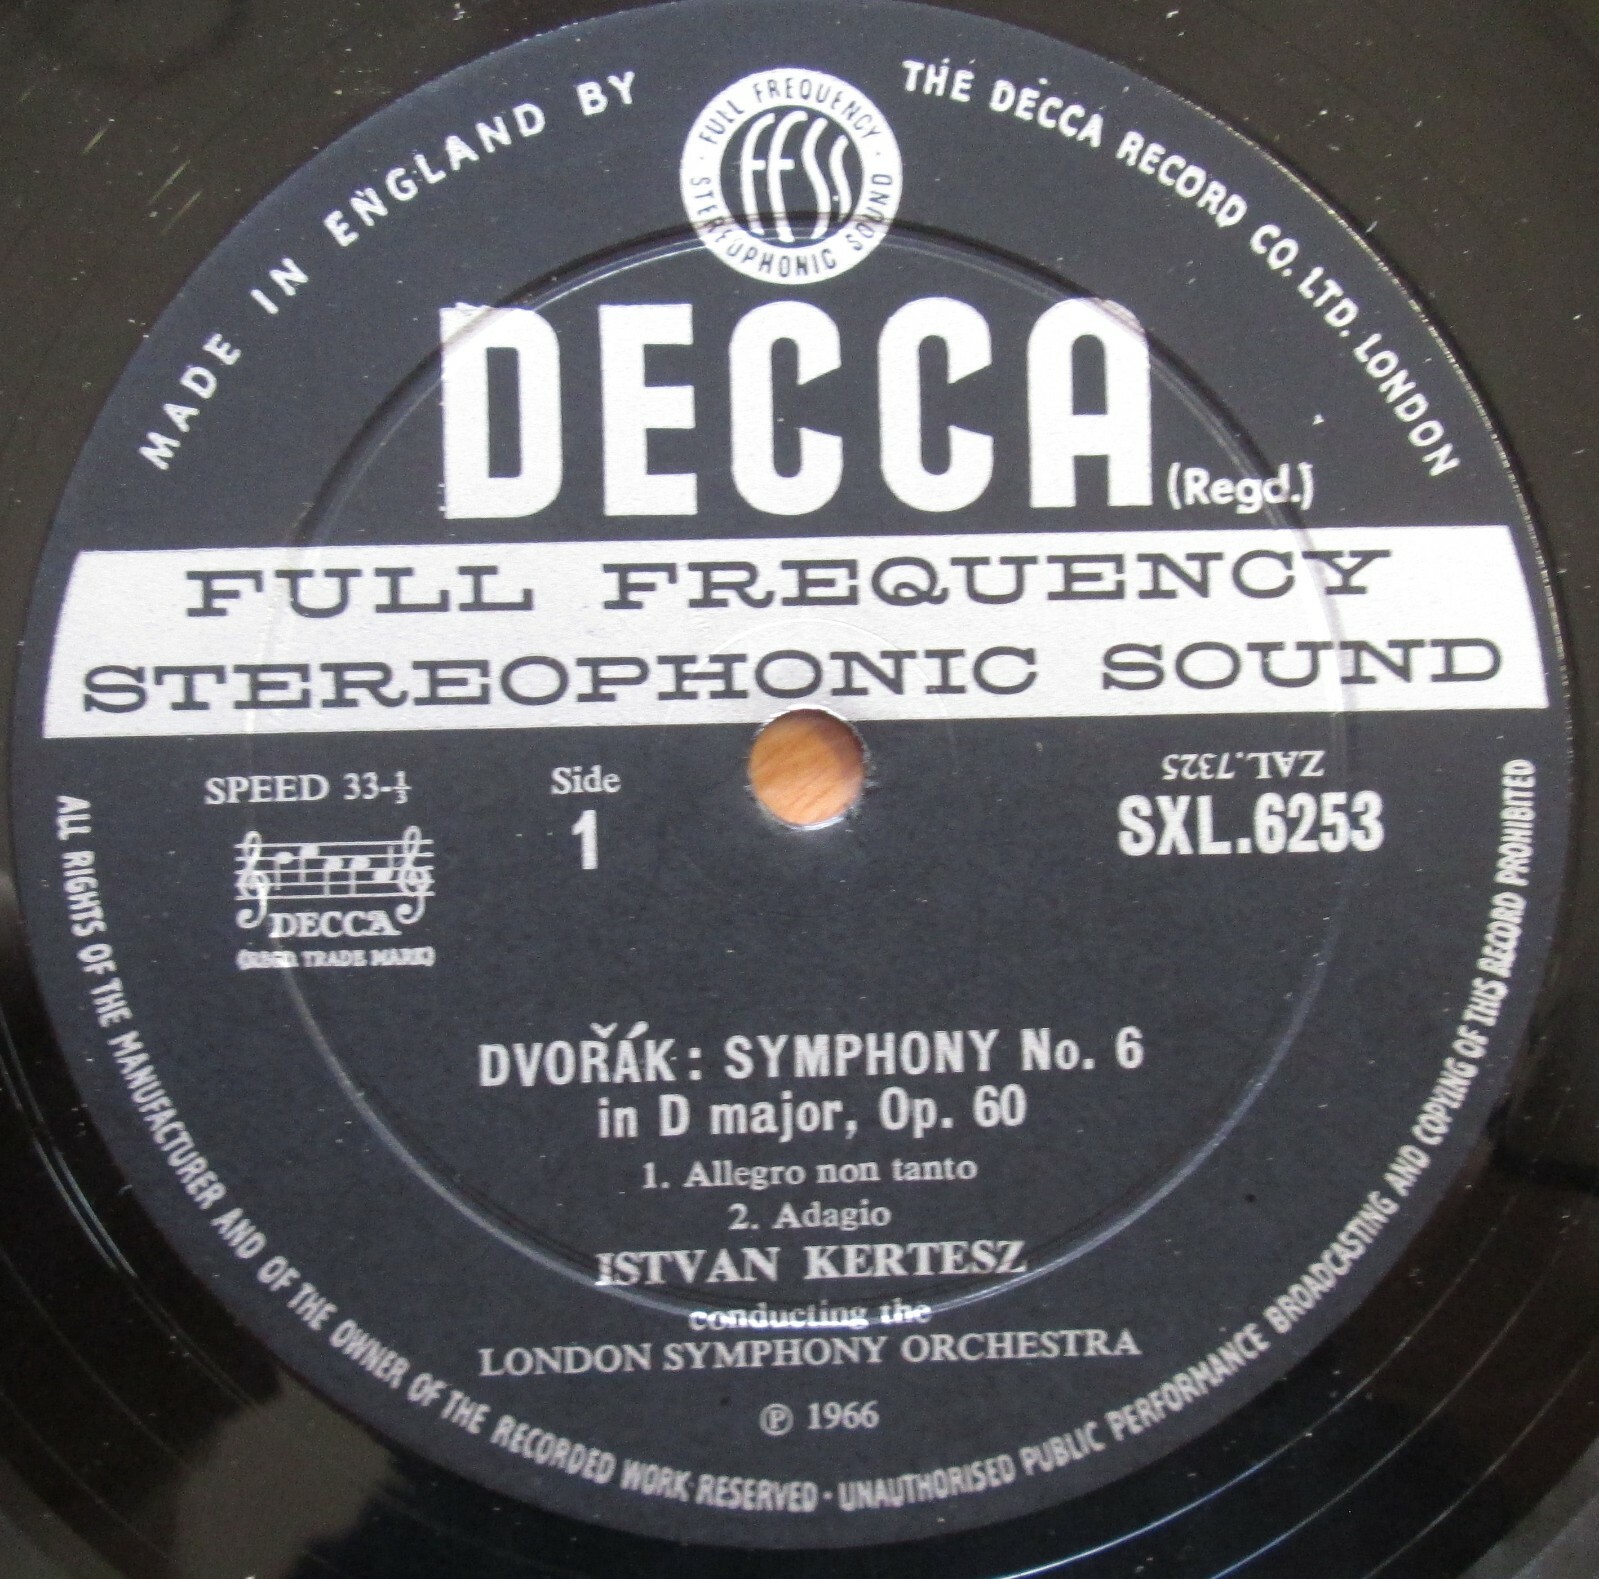 MADE IN ENGLAND BY
THE DECCA RECORD CO. LTD. LONDON
FULL FREQUENCY · STEREOPHONIC SOUND ·
FFSS
DECCA (Regd.)
FULL FREQUENCY
STEREOPHONIC SOUND
SPEED 33-⅓
Side
1
ZAL.7325
SXL.6253
DECCA
(REGD. TRADE MARK)
DVOŘÁK: SYMPHONY No. 6
in D major, Op. 60
1. Allegro non tanto
2. Adagio
ISTVAN KERTESZ
conducting the
LONDON SYMPHONY ORCHESTRA
℗ 1966
ALL RIGHTS OF THE MANUFACTURER AND OF THE OWNER OF THE RECORDED WORK RESERVED · UNAUTHORISED PUBLIC PERFORMANCE BROADCASTING AND COPYING OF THIS RECORD PROHIBITED